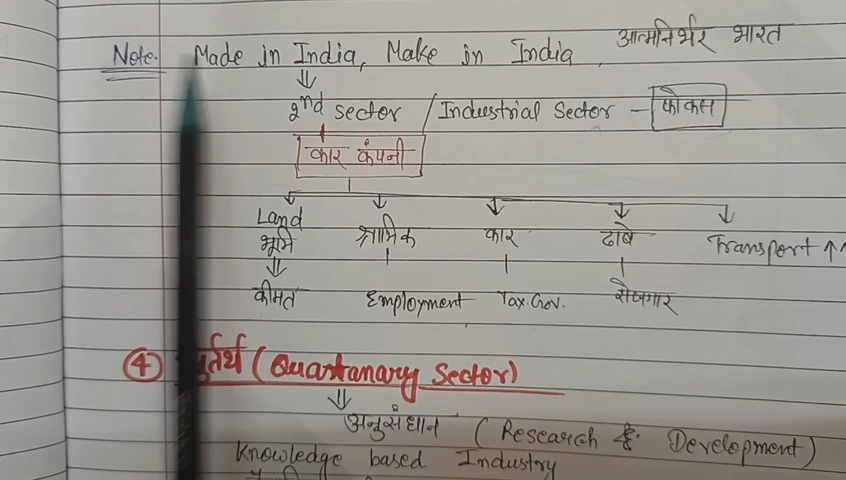 Note. Made in India, Make in India, आत्मनिर्भर भारत
2nd sector / Industrial Sector - फोकस
कार कंपनी
Land भूमि श्रामिक कार ढाबे Transport ↑↑
कीमत Employment Tax.Gov. रोजगार
④ (Quartanary Sector)
अनुसंधान (Research & Development)
Knowledge based Industry